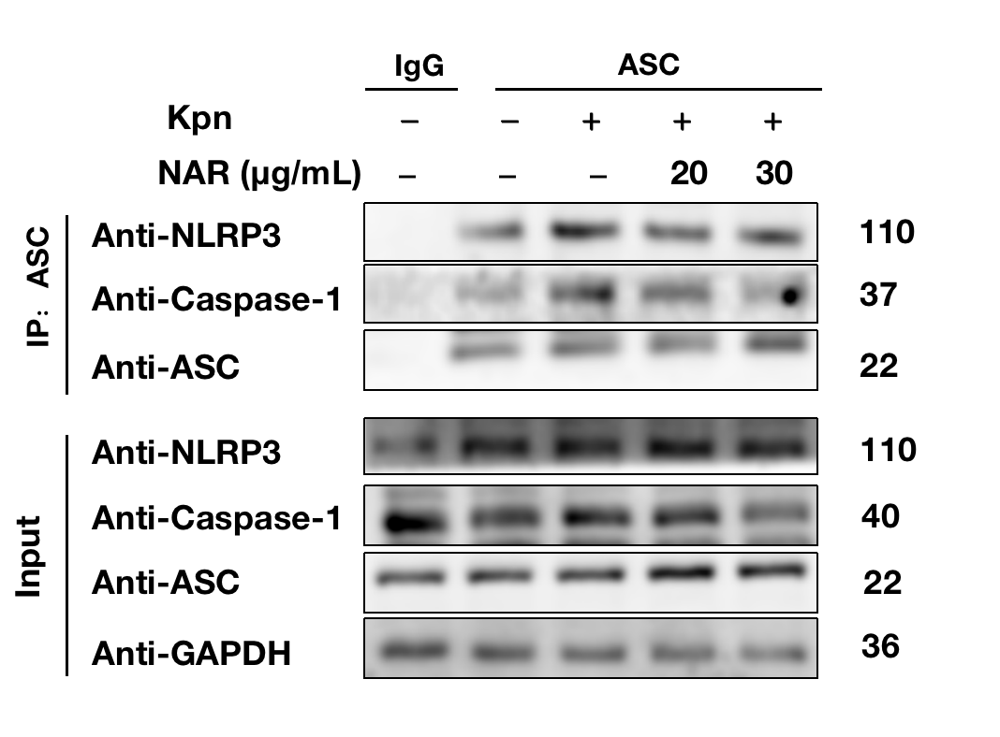 IgG ASC
Kpn – – + + +
NAR (µg/mL) – – – 20 30
IP: ASC
Anti-NLRP3 110
Anti-Caspase-1 37
Anti-ASC 22
Input
Anti-NLRP3 110
Anti-Caspase-1 40
Anti-ASC 22
Anti-GAPDH 36